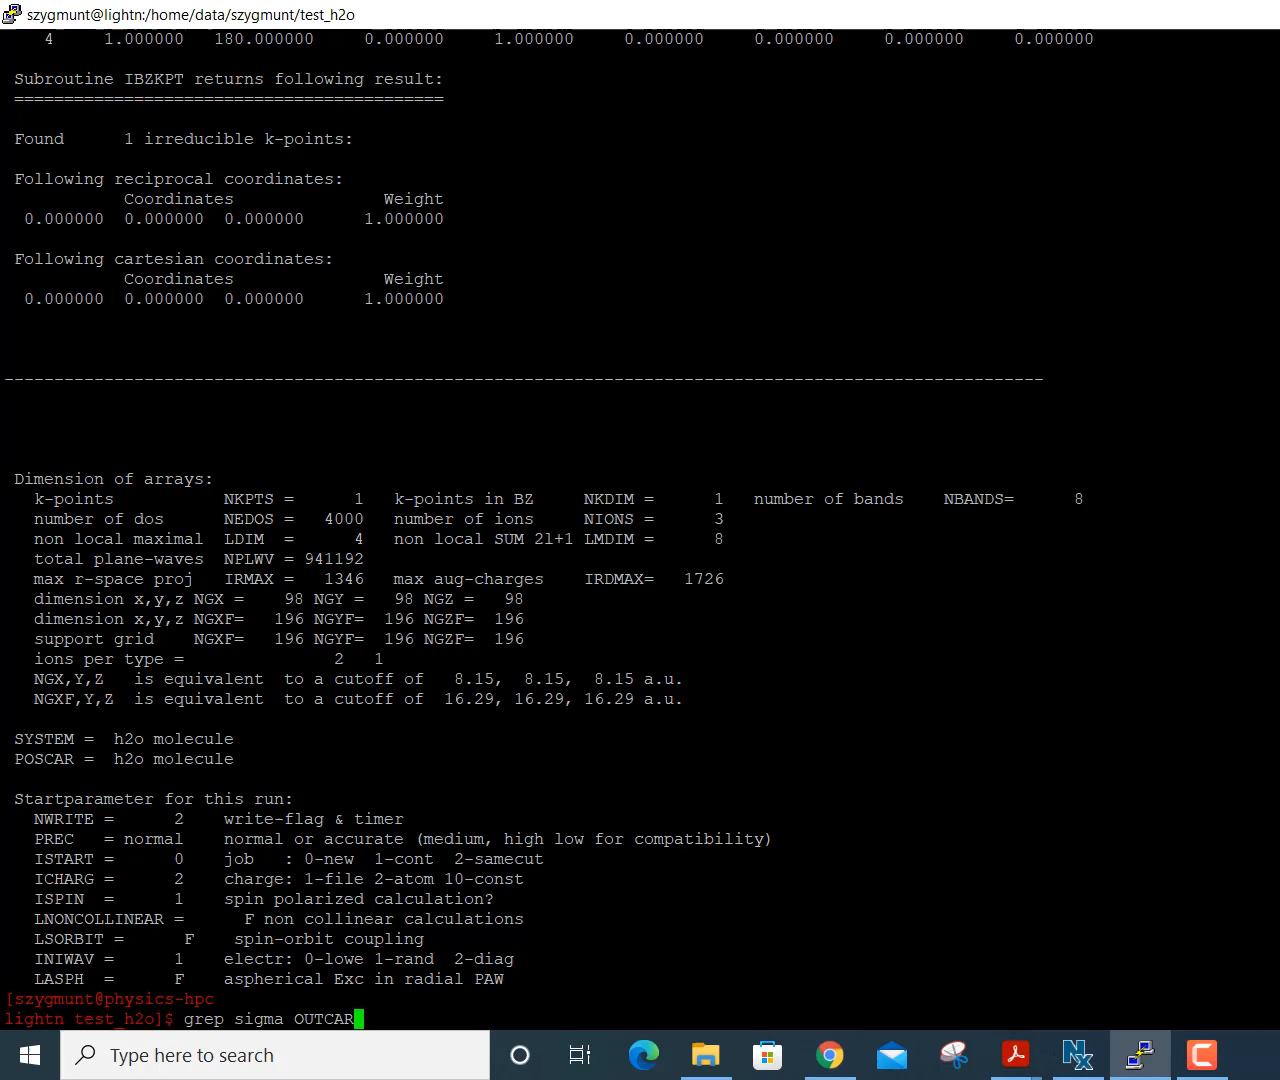 szygmunt@lightn:/home/data/szygmunt/test_h2o
4 1.000000 180.000000 0.000000 1.000000 0.000000 0.000000 0.000000 0.000000
Subroutine IBZKPT returns following result:
===========================================
Found 1 irreducible k-points:
Following reciprocal coordinates:
Coordinates Weight
0.000000 0.000000 0.000000 1.000000
Following cartesian coordinates:
Coordinates Weight
0.000000 0.000000 0.000000 1.000000
--------------------------------------------------------------------------------------------------------
Dimension of arrays:
k-points NKPTS = 1 k-points in BZ NKDIM = 1 number of bands NBANDS= 8
number of dos NEDOS = 4000 number of ions NIONS = 3
non local maximal LDIM = 4 non local SUM 2l+1 LMDIM = 8
total plane-waves NPLWV = 941192
max r-space proj IRMAX = 1346 max aug-charges IRDMAX= 1726
dimension x,y,z NGX = 98 NGY = 98 NGZ = 98
dimension x,y,z NGXF= 196 NGYF= 196 NGZF= 196
support grid NGXF= 196 NGYF= 196 NGZF= 196
ions per type = 2 1
NGX,Y,Z is equivalent to a cutoff of 8.15, 8.15, 8.15 a.u.
NGXF,Y,Z is equivalent to a cutoff of 16.29, 16.29, 16.29 a.u.
SYSTEM = h2o molecule
POSCAR = h2o molecule
Startparameter for this run:
NWRITE = 2 write-flag & timer
PREC = normal normal or accurate (medium, high low for compatibility)
ISTART = 0 job : 0-new 1-cont 2-samecut
ICHARG = 2 charge: 1-file 2-atom 10-const
ISPIN = 1 spin polarized calculation?
LNONCOLLINEAR = F non collinear calculations
LSORBIT = F spin-orbit coupling
INIWAV = 1 electr: 0-lowe 1-rand 2-diag
LASPH = F aspherical Exc in radial PAW
[szygmunt@physics-hpc
lightn test_h2o]$ grep sigma OUTCAR
Type here to search